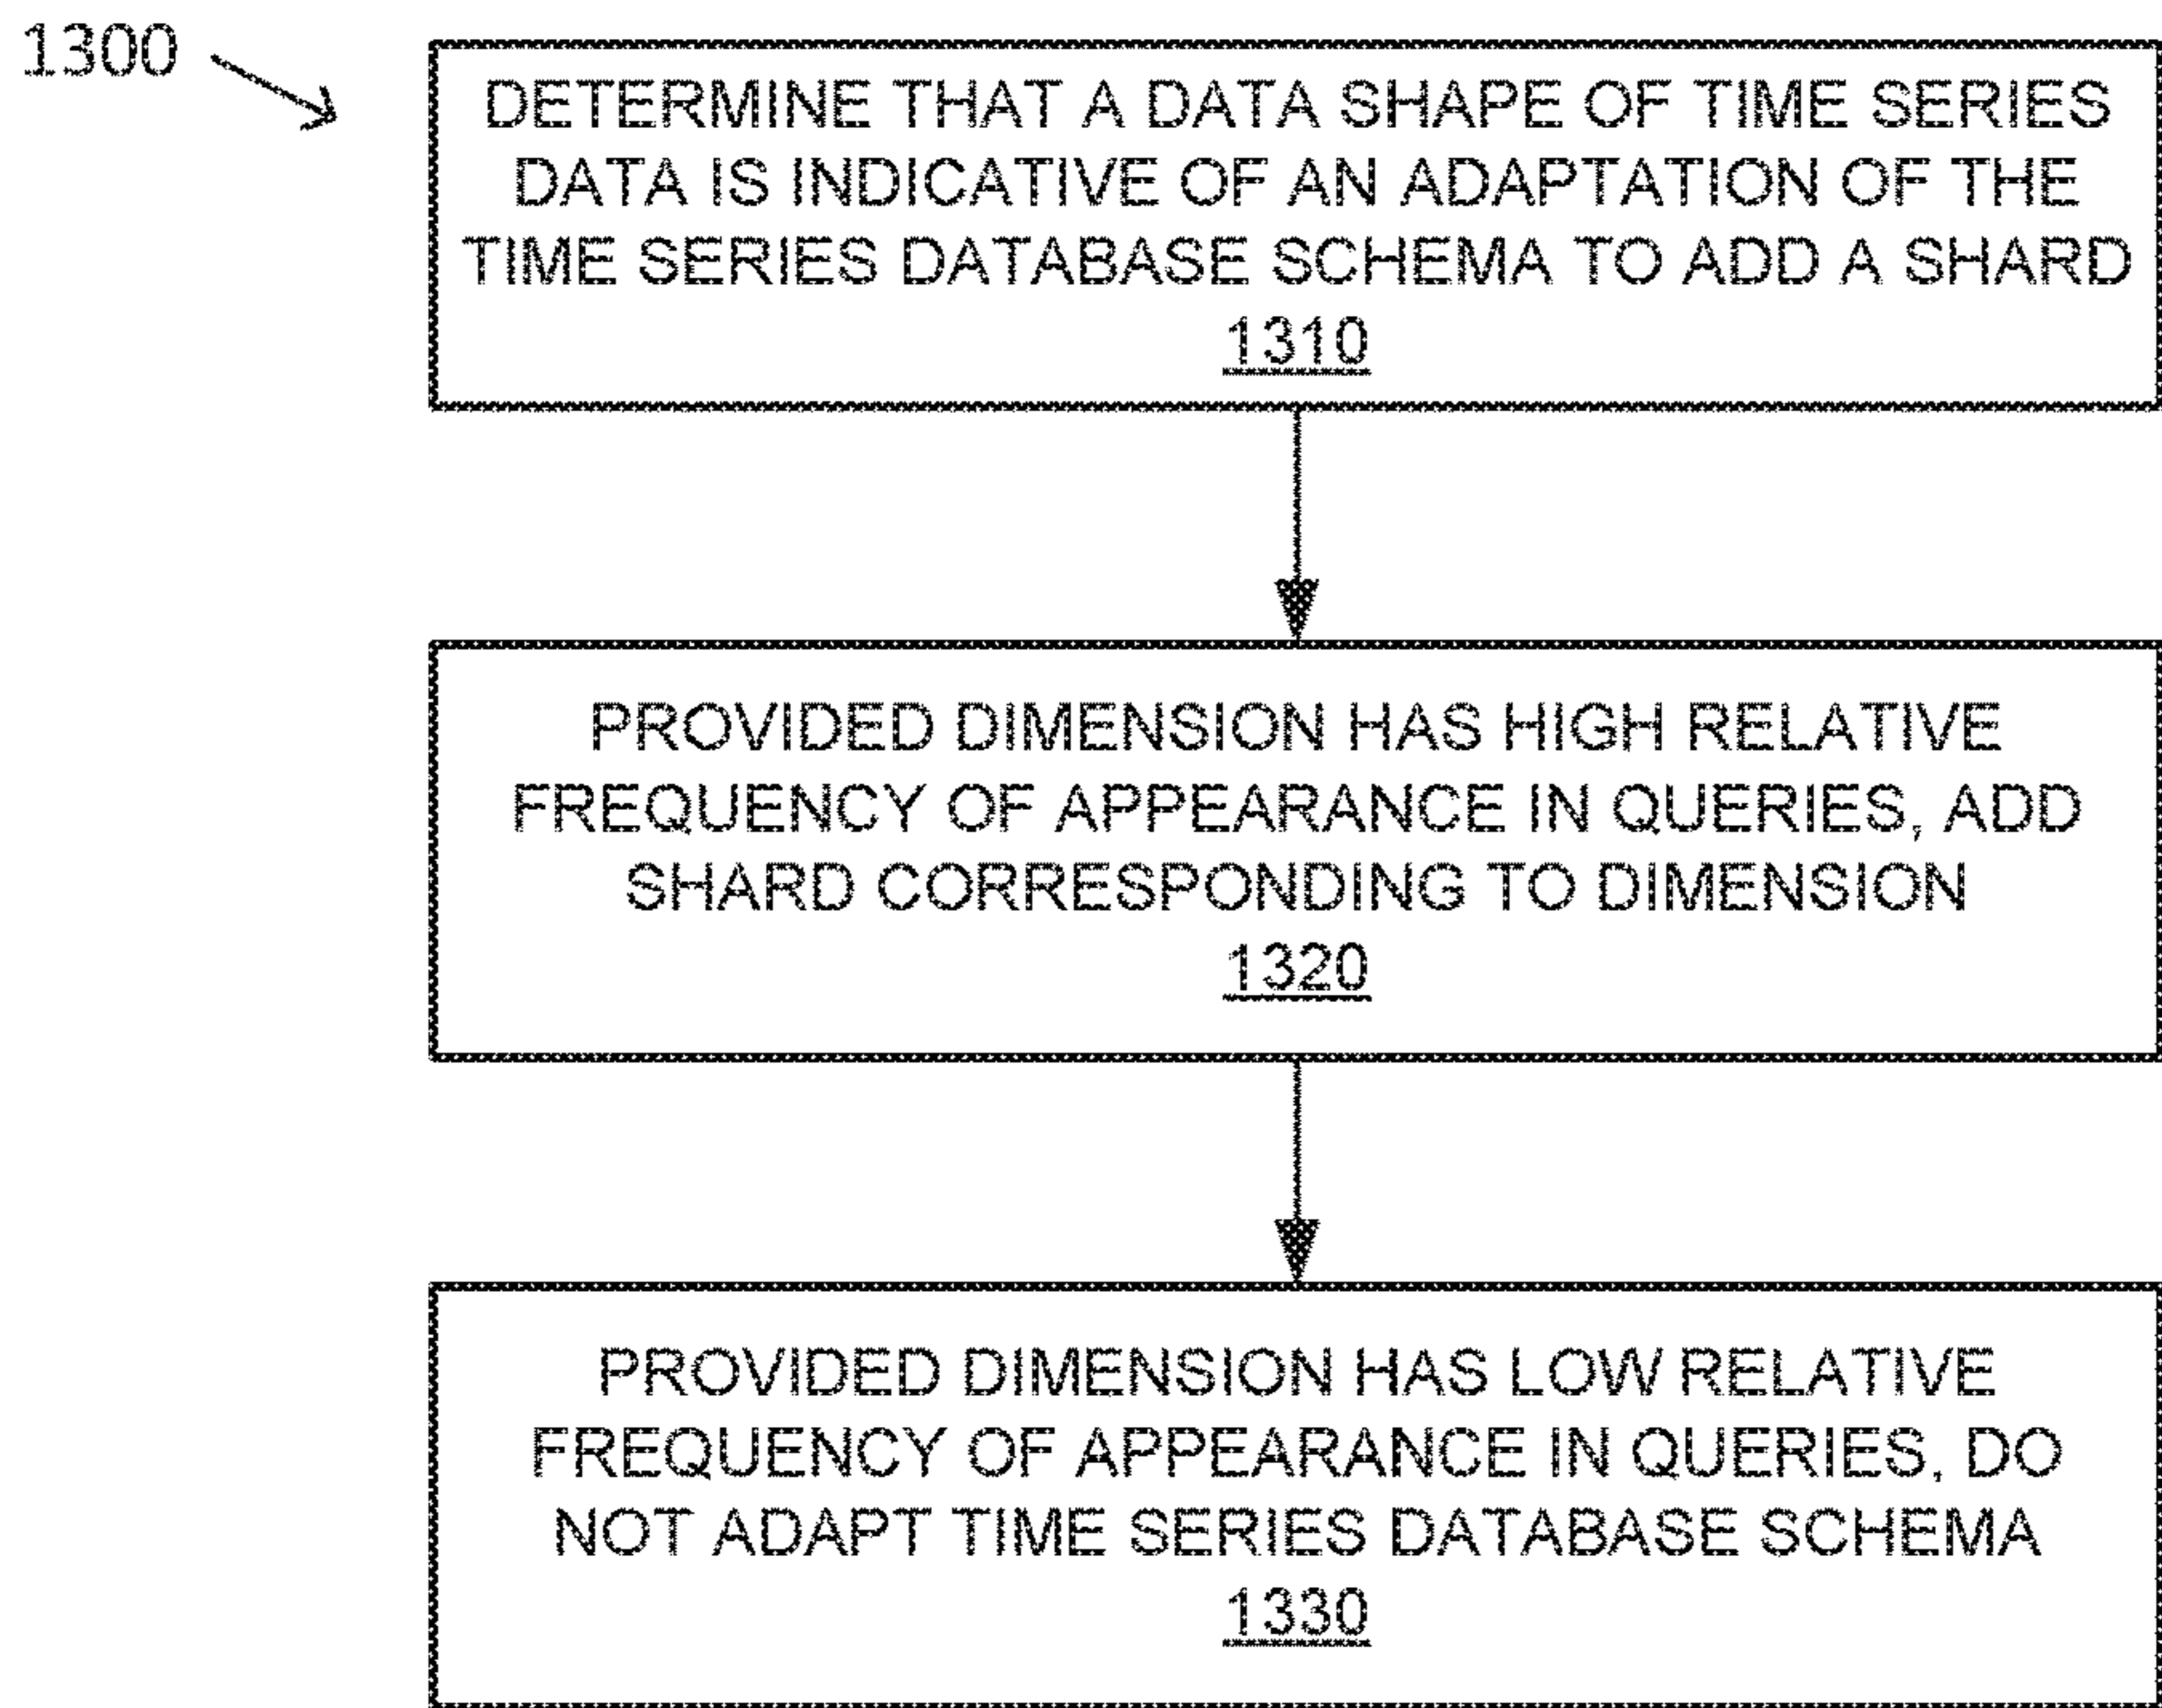 1300
DETERMINE THAT A DATA SHAPE OF TIME SERIES
DATA IS INDICATIVE OF AN ADAPTATION OF THE
TIME SERIES DATABASE SCHEMA TO ADD A SHARD
1310
PROVIDED DIMENSION HAS HIGH RELATIVE
FREQUENCY OF APPEARANCE IN QUERIES, ADD
SHARD CORRESPONDING TO DIMENSION
1320
PROVIDED DIMENSION HAS LOW RELATIVE
FREQUENCY OF APPEARANCE IN QUERIES, DO
NOT ADAPT TIME SERIES DATABASE SCHEMA
1330